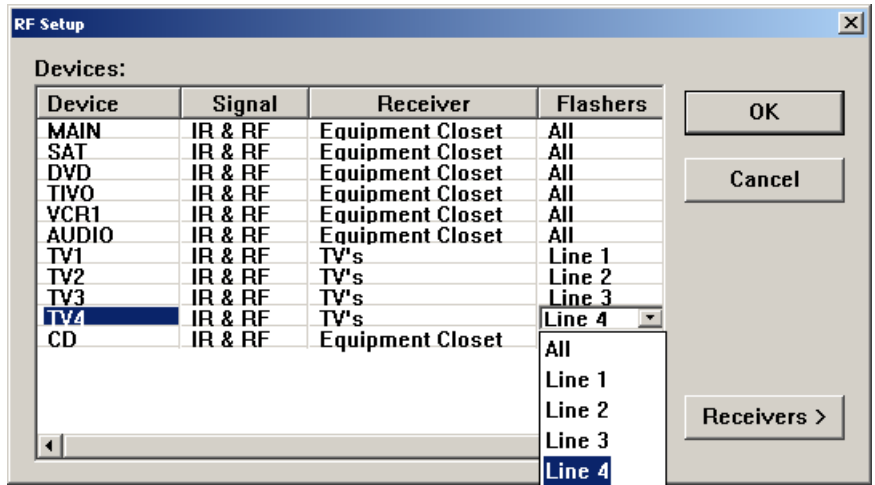 RF Setup
Devices:
Device Signal Receiver Flashers
MAIN IR & RF Equipment Closet All
SAT IR & RF Equipment Closet All
DVD IR & RF Equipment Closet All
TIVO IR & RF Equipment Closet All
VCR1 IR & RF Equipment Closet All
AUDIO IR & RF Equipment Closet All
TV1 IR & RF TV's Line 1
TV2 IR & RF TV's Line 2
TV3 IR & RF TV's Line 3
TV4 IR & RF TV's Line 4
CD IR & RF Equipment Closet
All
Line 1
Line 2
Line 3
Line 4
OK
Cancel
Receivers >